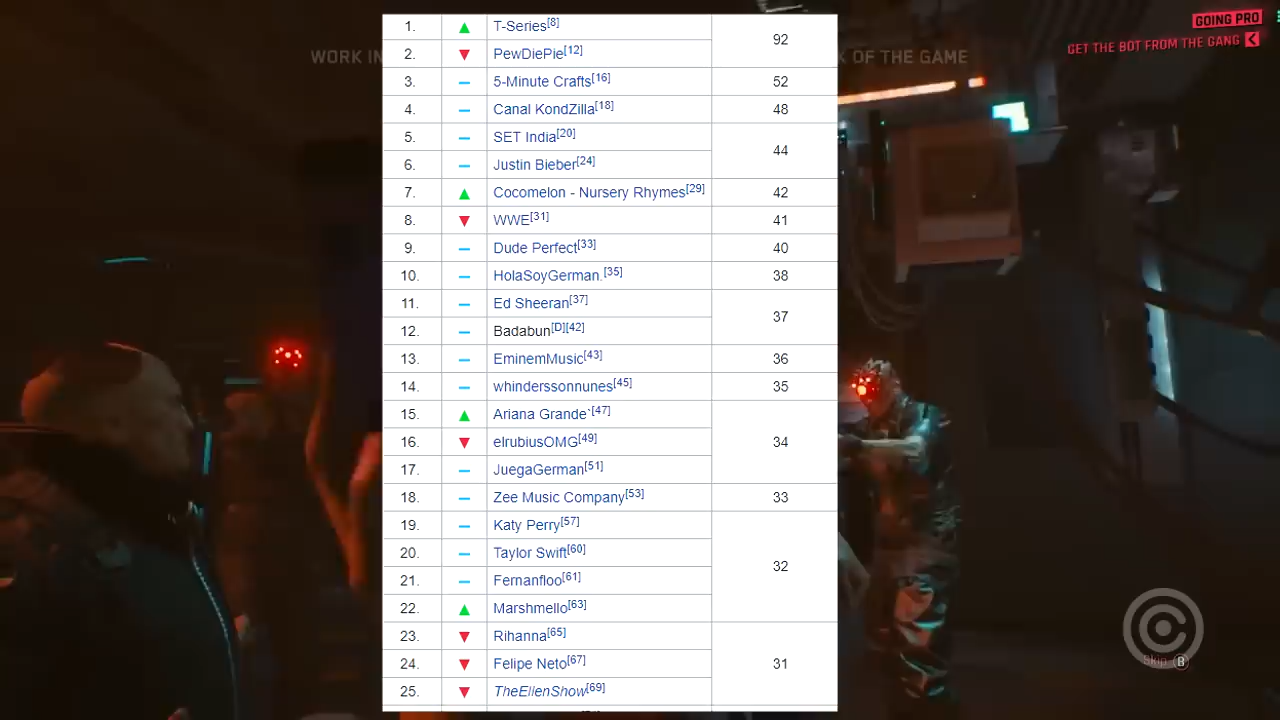 WORK IN K OF THE GAME
GOING PRO
GET THE BOT FROM THE GANG
1. T-Series[8] 92
2. PewDiePie[12]
3. 5-Minute Crafts[16] 52
4. Canal KondZilla[18] 48
5. SET India[20] 44
6. Justin Bieber[24]
7. Cocomelon - Nursery Rhymes[29] 42
8. WWE[31] 41
9. Dude Perfect[33] 40
10. HolaSoyGerman.[35] 38
11. Ed Sheeran[37] 37
12. Badabun[D][42]
13. EminemMusic[43] 36
14. whinderssonnunes[45] 35
15. Ariana Grande[47] 34
16. elrubiusOMG[49]
17. JuegaGerman[51]
18. Zee Music Company[53] 33
19. Katy Perry[57] 32
20. Taylor Swift[60]
21. Fernanfloo[61]
22. Marshmello[63]
23. Rihanna[65] 31
24. Felipe Neto[67]
25. TheEllenShow[69]
Skip B